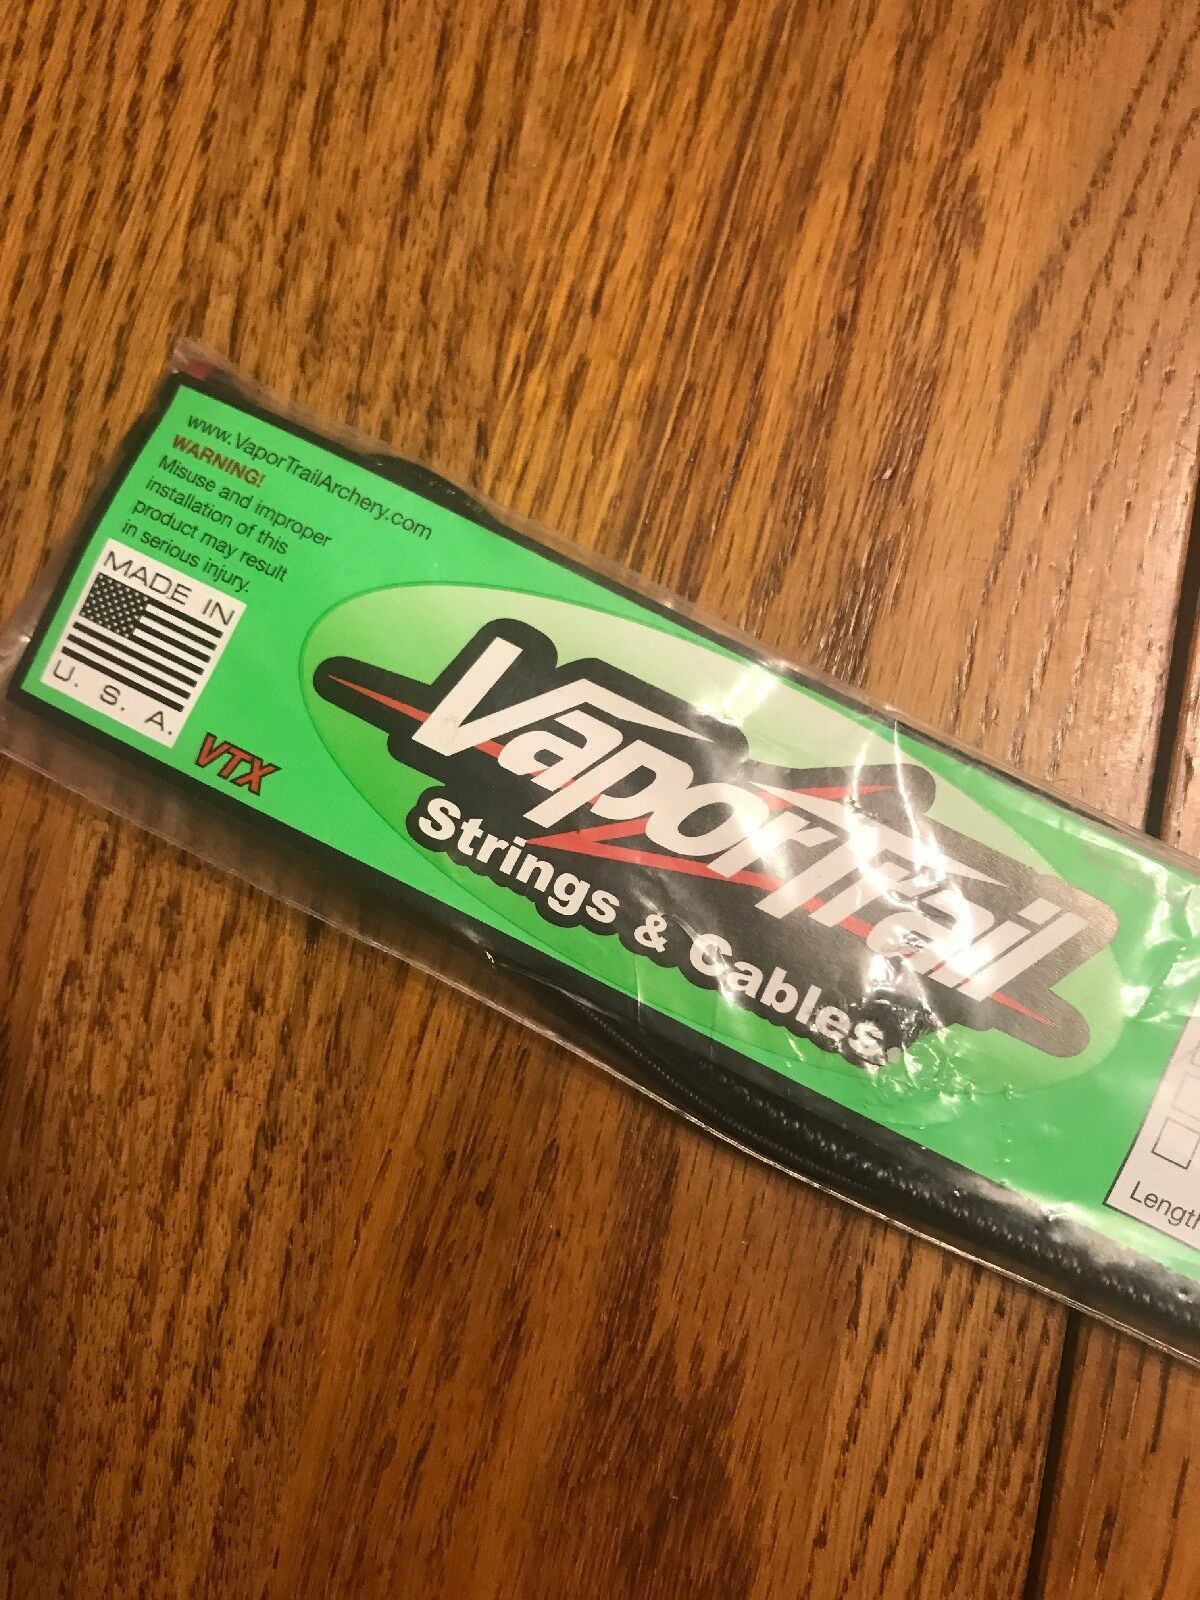 www.VaporTrailArchery.com
WARNING!
Misuse and improper
installation of this
product may result
in serious injury.
MADE IN
U. S. A.
VTX
VaporTrail
Strings & Cables
Length